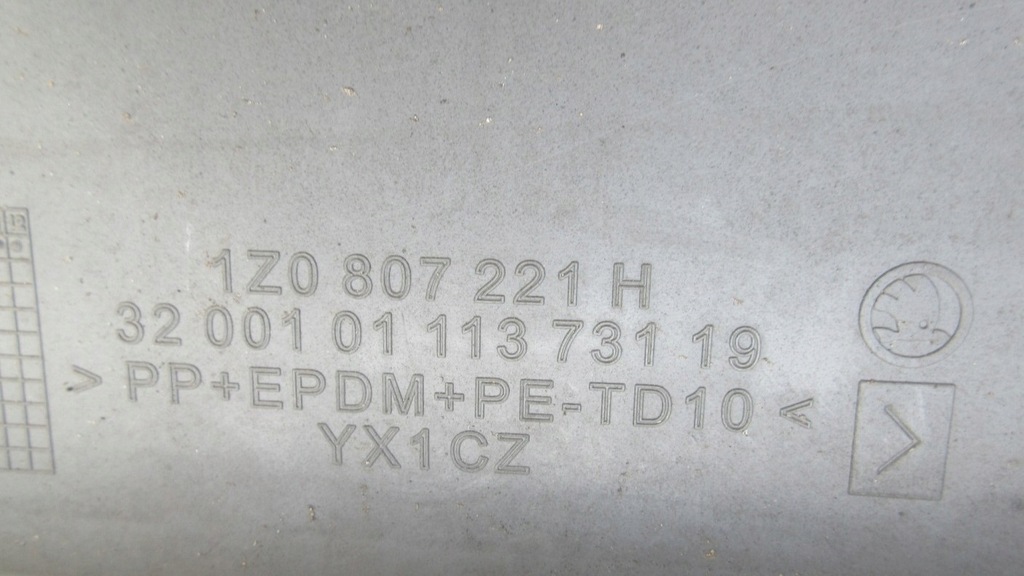 1Z0 807 221 H
32 001 01 113 731 19
> PP+EPDM+PE-TD10 <
YX1CZ